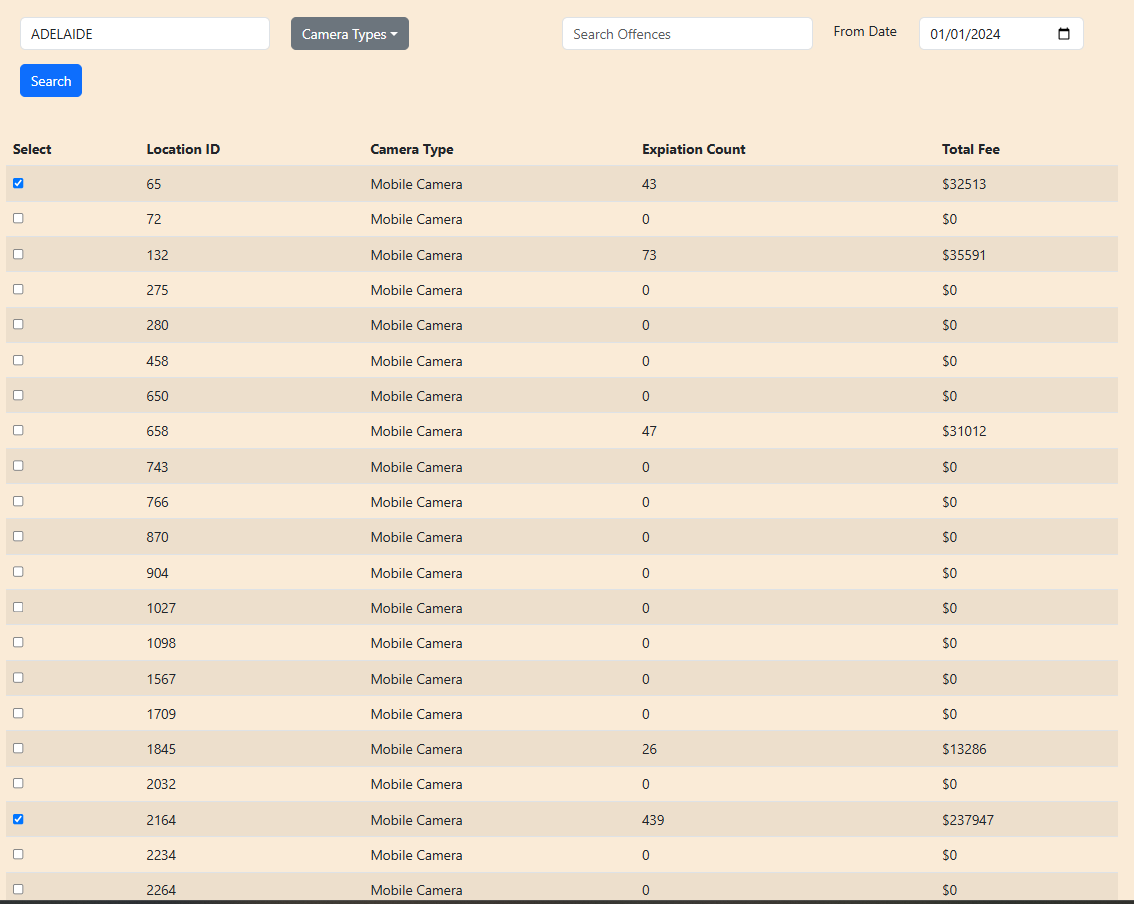 ADELAIDE Camera Types Search Offences From Date 01/01/2024
Search
Select Location ID Camera Type Expiation Count Total Fee
65 Mobile Camera 43 $32513
72 Mobile Camera 0 $0
132 Mobile Camera 73 $35591
275 Mobile Camera 0 $0
280 Mobile Camera 0 $0
458 Mobile Camera 0 $0
650 Mobile Camera 0 $0
658 Mobile Camera 47 $31012
743 Mobile Camera 0 $0
766 Mobile Camera 0 $0
870 Mobile Camera 0 $0
904 Mobile Camera 0 $0
1027 Mobile Camera 0 $0
1098 Mobile Camera 0 $0
1567 Mobile Camera 0 $0
1709 Mobile Camera 0 $0
1845 Mobile Camera 26 $13286
2032 Mobile Camera 0 $0
2164 Mobile Camera 439 $237947
2234 Mobile Camera 0 $0
2264 Mobile Camera 0 $0